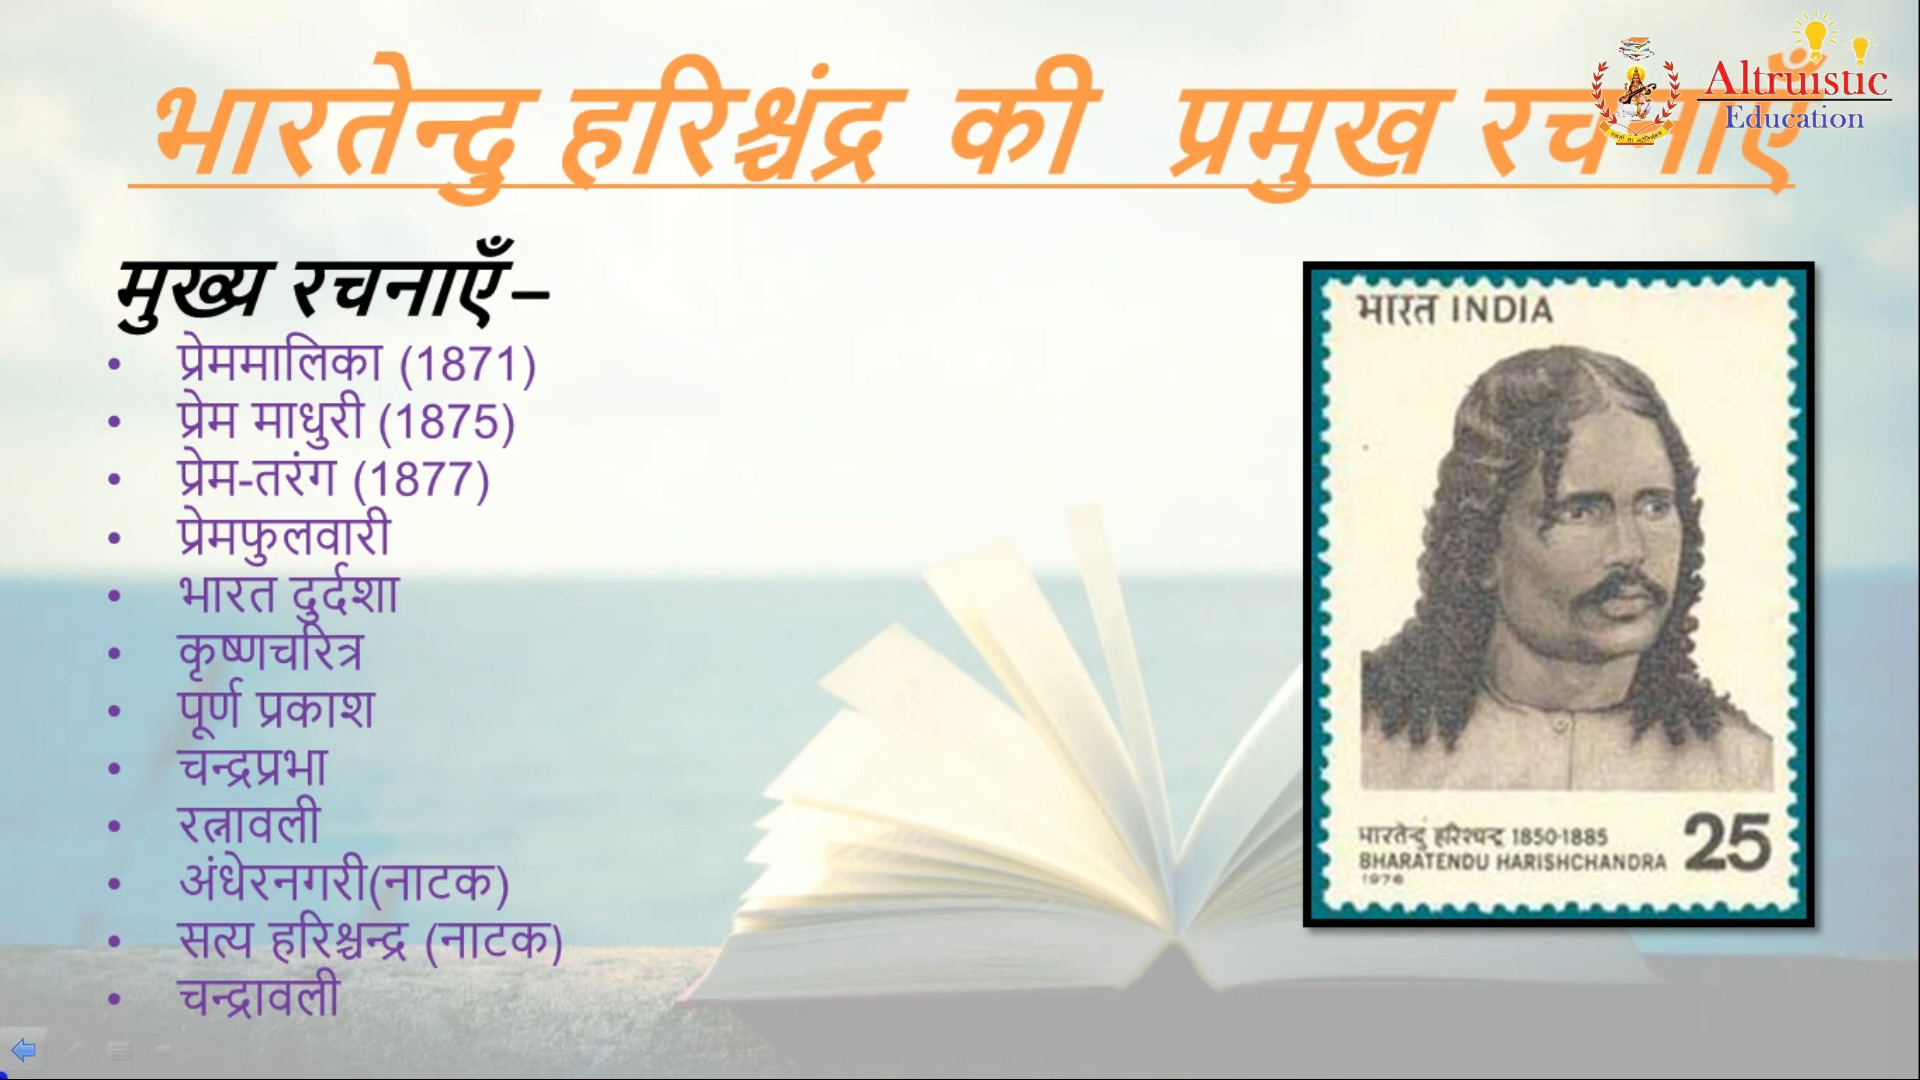 भारतेन्दु हरिश्चंद्र की प्रमुख रचनाएँ
Altruistic
Education
मुख्य रचनाएँ–
• प्रेममालिका (1871)
• प्रेम माधुरी (1875)
• प्रेम-तरंग (1877)
• प्रेमफुलवारी
• भारत दुर्दशा
• कृष्णचरित्र
• पूर्ण प्रकाश
• चन्द्रप्रभा
• रत्नावली
• अंधेरनगरी(नाटक)
• सत्य हरिश्चन्द्र (नाटक)
• चन्द्रावली
भारत INDIA
भारतेन्दु हरिश्चन्द्र 1850-1885
BHARATENDU HARISHCHANDRA
25
1976